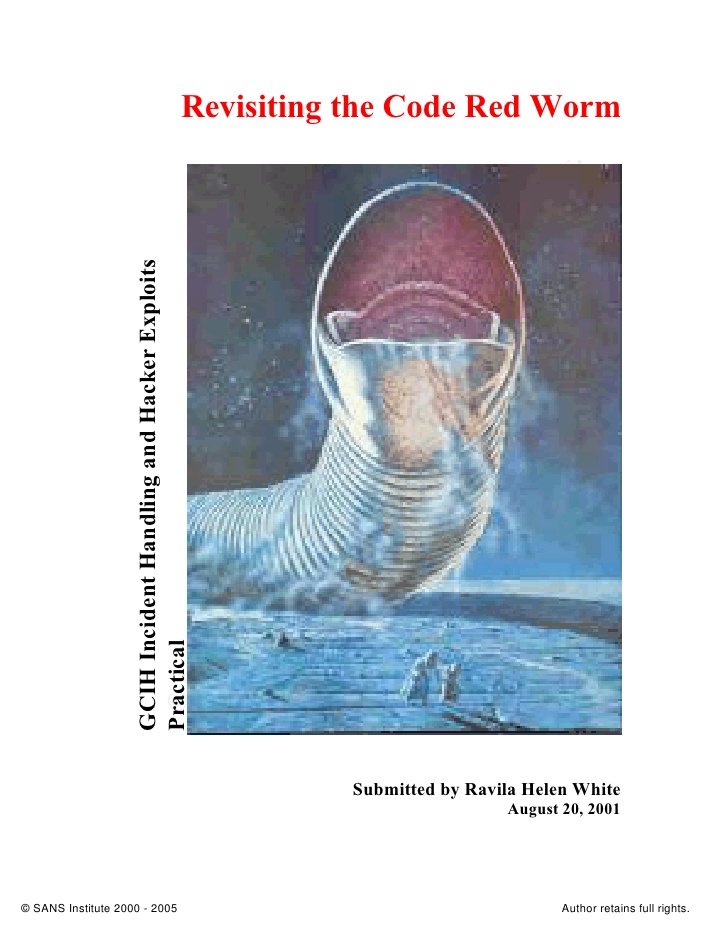 Revisiting the Code Red Worm
GCIH Incident Handling and Hacker Exploits
Practical
Submitted by Ravila Helen White
August 20, 2001
© SANS Institute 2000 - 2005
Author retains full rights.